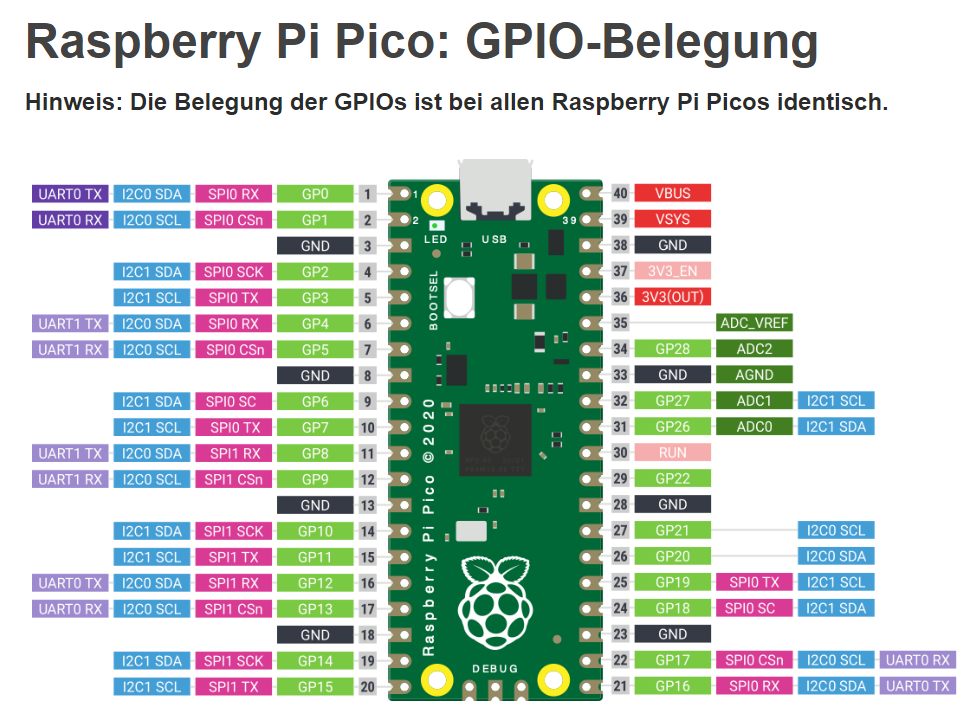 Raspberry Pi Pico: GPIO-Belegung
Hinweis: Die Belegung der GPIOs ist bei allen Raspberry Pi Picos identisch.
UART0 TX I2C0 SDA SPI0 RX GP0 1 1 40 VBUS
UART0 RX I2C0 SCL SPI0 CSn GP1 2 2 39 39 VSYS
LED USB
GND 3 38 GND
I2C1 SDA SPI0 SCK GP2 4 37 3V3_EN
I2C1 SCL SPI0 TX GP3 5 36 3V3(OUT)
BOOTSEL
UART1 TX I2C0 SDA SPI0 RX GP4 6 35 ADC_VREF
UART1 RX I2C0 SCL SPI0 CSn GP5 7 34 GP28 ADC2
GND 8 33 GND AGND
I2C1 SDA SPI0 SC GP6 9 32 GP27 ADC1 I2C1 SCL
I2C1 SCL SPI0 TX GP7 10 31 GP26 ADC0 I2C1 SDA
UART1 TX I2C0 SDA SPI1 RX GP8 11 30 RUN
UART1 RX I2C0 SCL SPI1 CSn GP9 12 29 GP22
GND 13 28 GND
I2C1 SDA SPI1 SCK GP10 14 27 GP21 I2C0 SCL
I2C1 SCL SPI1 TX GP11 15 26 GP20 I2C0 SDA
UART0 TX I2C0 SDA SPI1 RX GP12 16 25 GP19 SPI0 TX I2C1 SCL
UART0 RX I2C0 SCL SPI1 CSn GP13 17 24 GP18 SPI0 SC I2C1 SDA
GND 18 23 GND
Raspberry Pi Pico ©2020
I2C1 SDA SPI1 SCK GP14 19 22 GP17 SPI0 CSn I2C0 SCL UART0 RX
DEBUG
I2C1 SCL SPI1 TX GP15 20 21 GP16 SPI0 RX I2C0 SDA UART0 TX